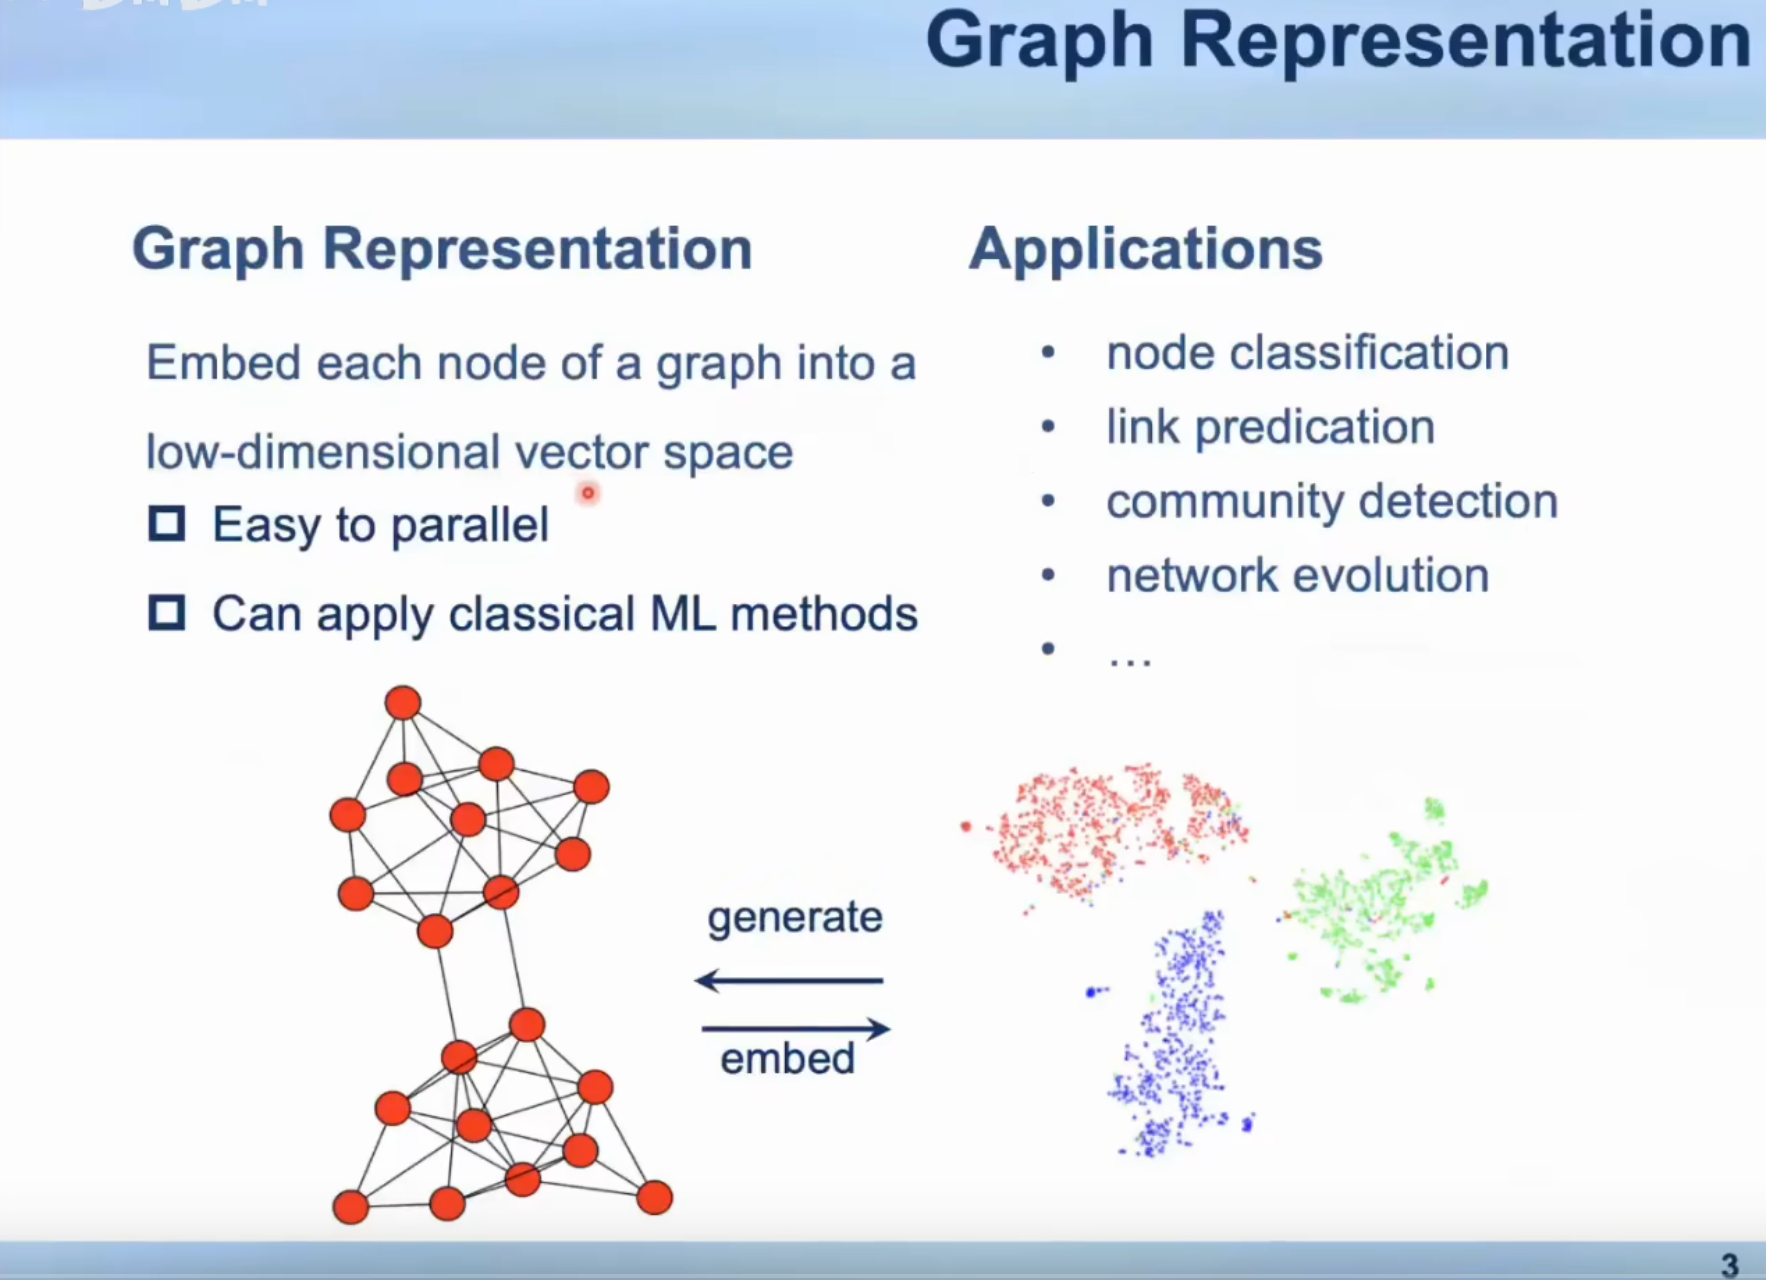 Graph Representation
Graph Representation
Embed each node of a graph into a
low-dimensional vector space
Easy to parallel
Can apply classical ML methods
Applications
• node classification
• link predication
• community detection
• network evolution
• ...
generate
embed
3